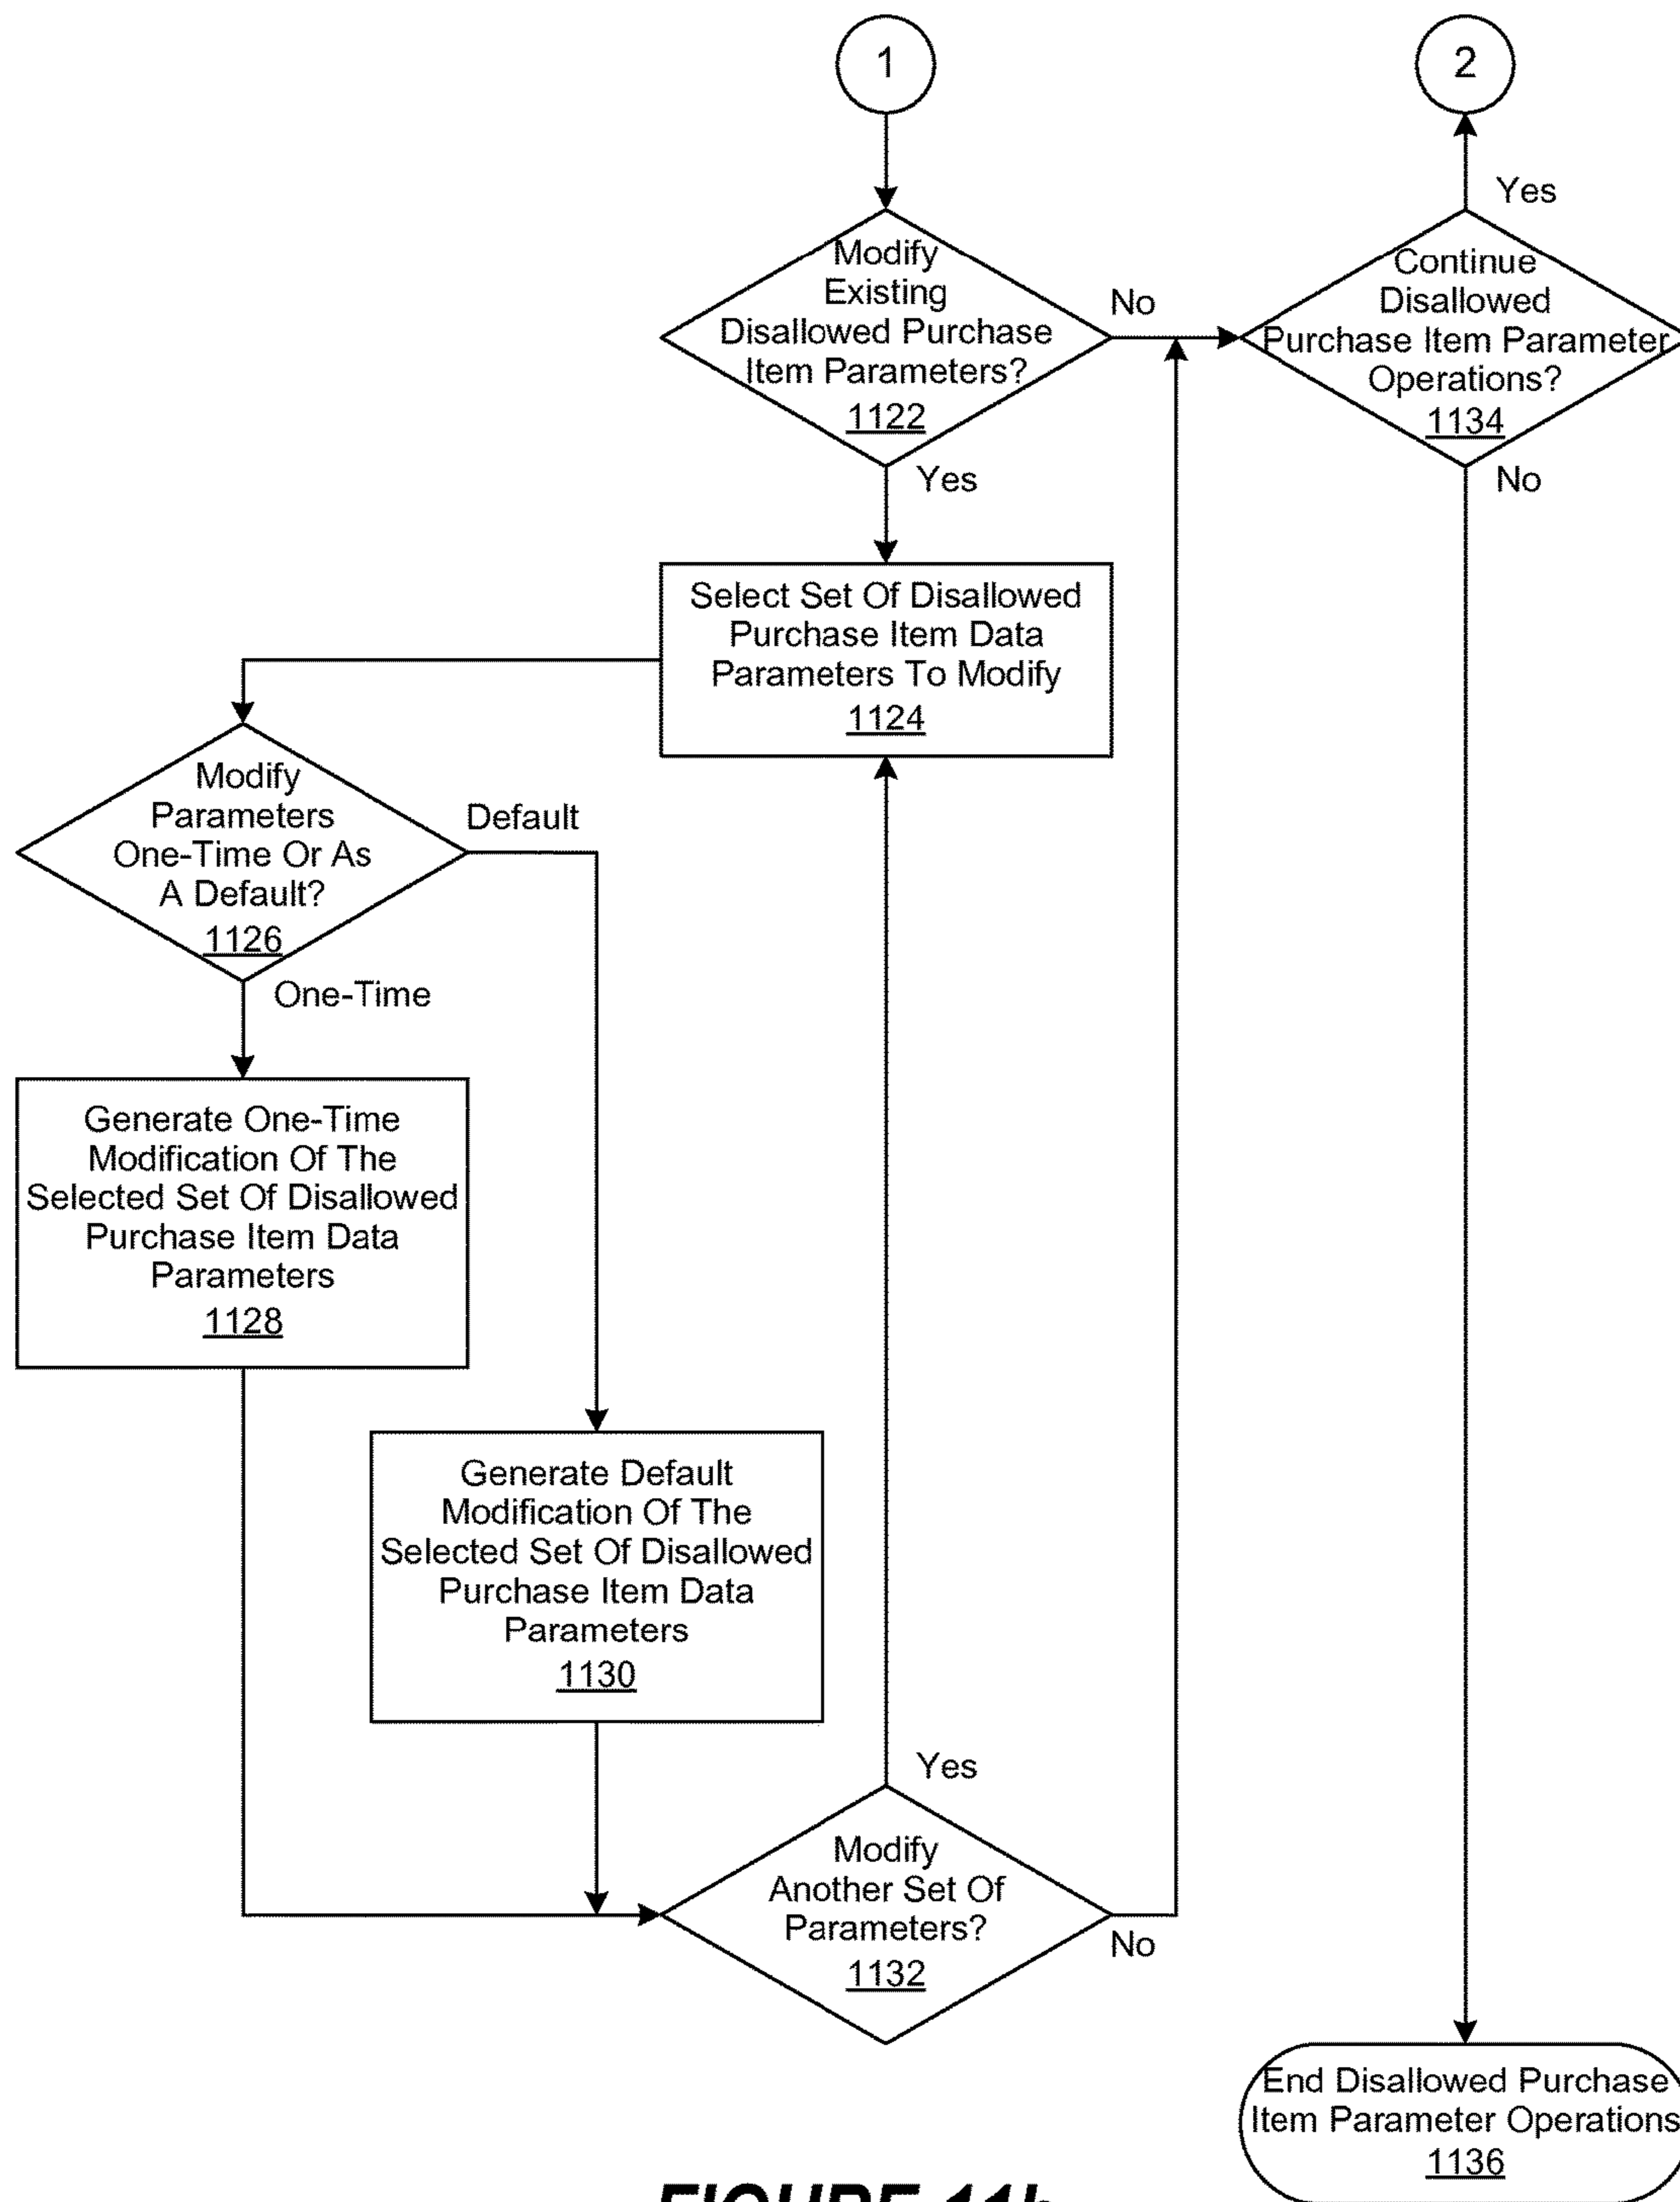 1
2
Modify
Existing
Disallowed Purchase
Item Parameters?
1122
No
Yes
Continue
Disallowed
Purchase Item Parameter
Operations?
1134
Yes
No
Select Set Of Disallowed
Purchase Item Data
Parameters To Modify
1124
Modify
Parameters
One-Time Or As
A Default?
1126
Default
One-Time
Generate One-Time
Modification Of The
Selected Set Of Disallowed
Purchase Item Data
Parameters
1128
Generate Default
Modification Of The
Selected Set Of Disallowed
Purchase Item Data
Parameters
1130
Yes
Modify
Another Set Of
Parameters?
1132
No
End Disallowed Purchase
Item Parameter Operations
1136
FIGURE 11b